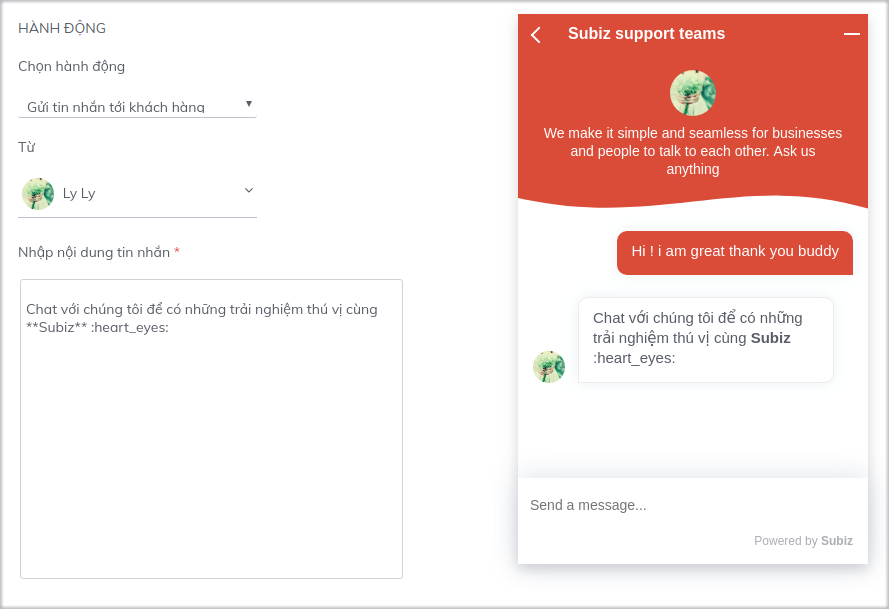 HÀNH ĐỘNG
Chọn hành động
Gửi tin nhắn tới khách hàng
Từ
Ly Ly
Nhập nội dung tin nhắn *
Chat với chúng tôi để có những trải nghiệm thú vị cùng
**Subiz** :heart_eyes:
Subiz support teams
We make it simple and seamless for businesses
and people to talk to each other. Ask us
anything
Hi ! i am great thank you buddy
Chat với chúng tôi để có những
trải nghiệm thú vị cùng Subiz
:heart_eyes:
Send a message...
Powered by Subiz